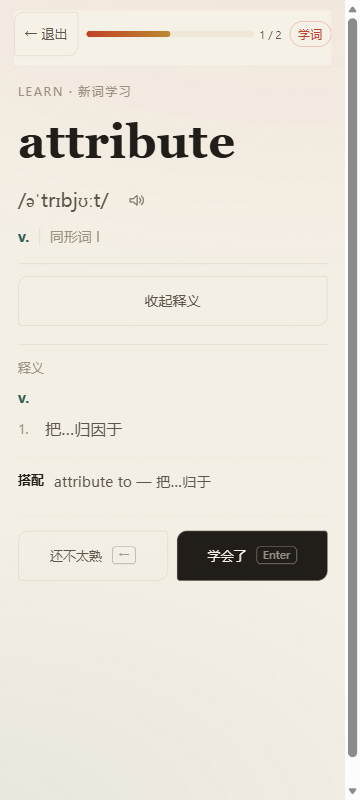 ← 退出 1 / 2 学词
LEARN · 新词学习
attribute
/əˈtrɪbjʊːt/
v. 同形词 I
收起释义
释义
v.
1. 把…归因于
搭配 attribute to — 把…归于
还不太熟 ← 学会了 Enter